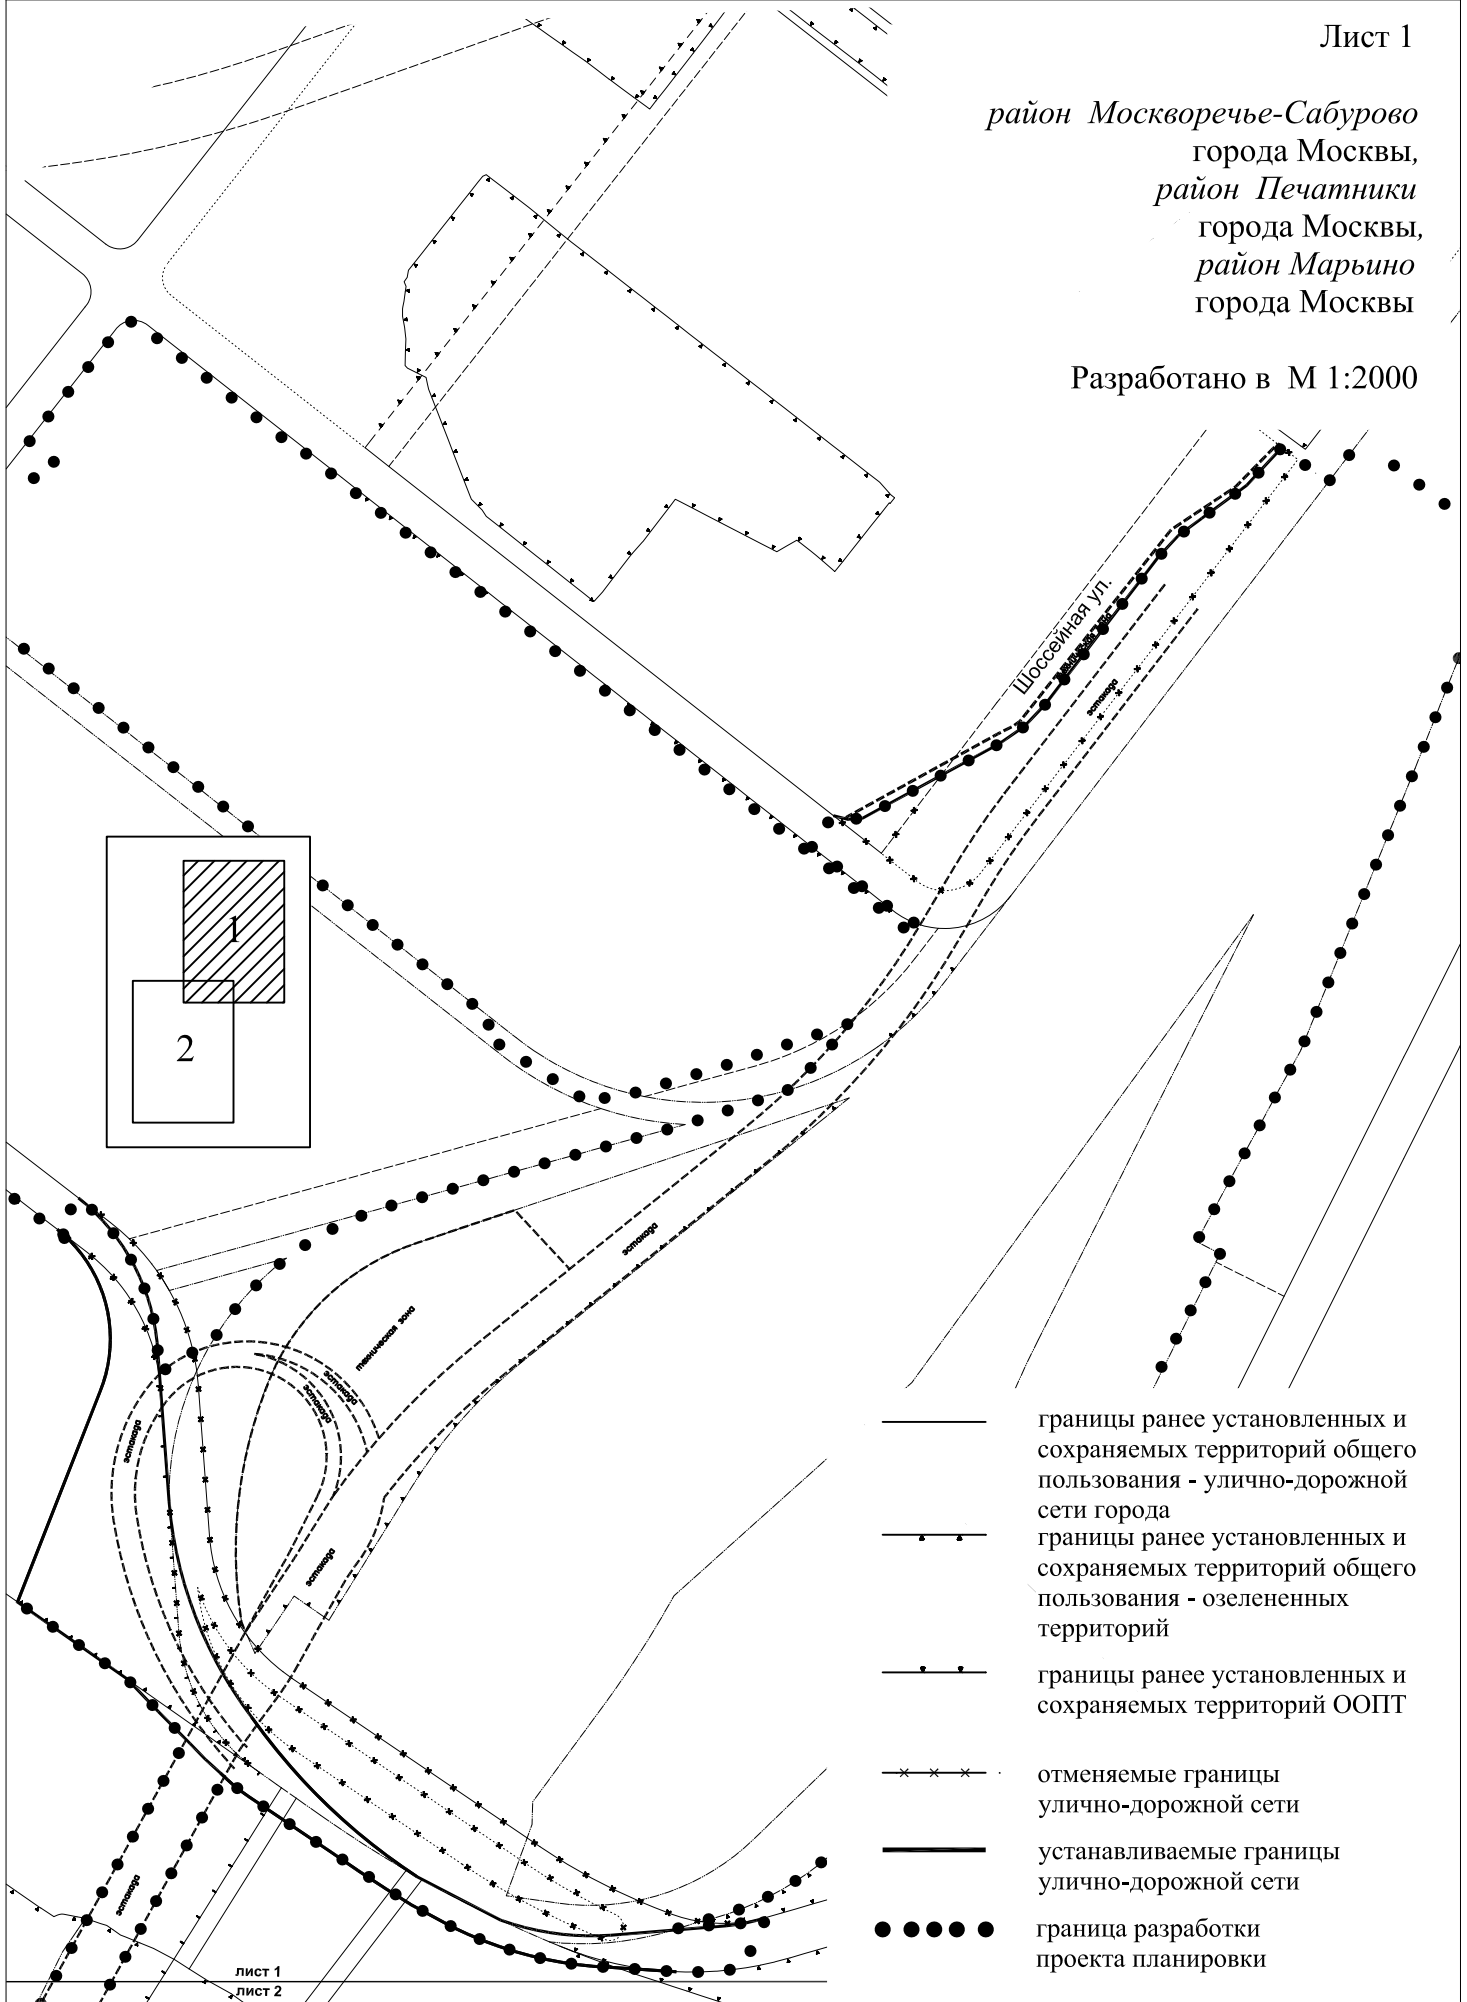 Лист 1
район Москворечье-Сабурово
города Москвы,
район Печатники
города Москвы,
район Марьино
города Москвы
Разработано в М 1:2000
Шоссейная ул.
эстакада
1
2
эстакада
техническая зона
эстакада
эстакада
эстакада
эстакада
эстакада
лист 1
лист 2
границы ранее установленных и
сохраняемых территорий общего
пользования - улично-дорожной
сети города
границы ранее установленных и
сохраняемых территорий общего
пользования - озелененных
территорий
границы ранее установленных и
сохраняемых территорий ООПТ
отменяемые границы
улично-дорожной сети
устанавливаемые границы
улично-дорожной сети
граница разработки
проекта планировки